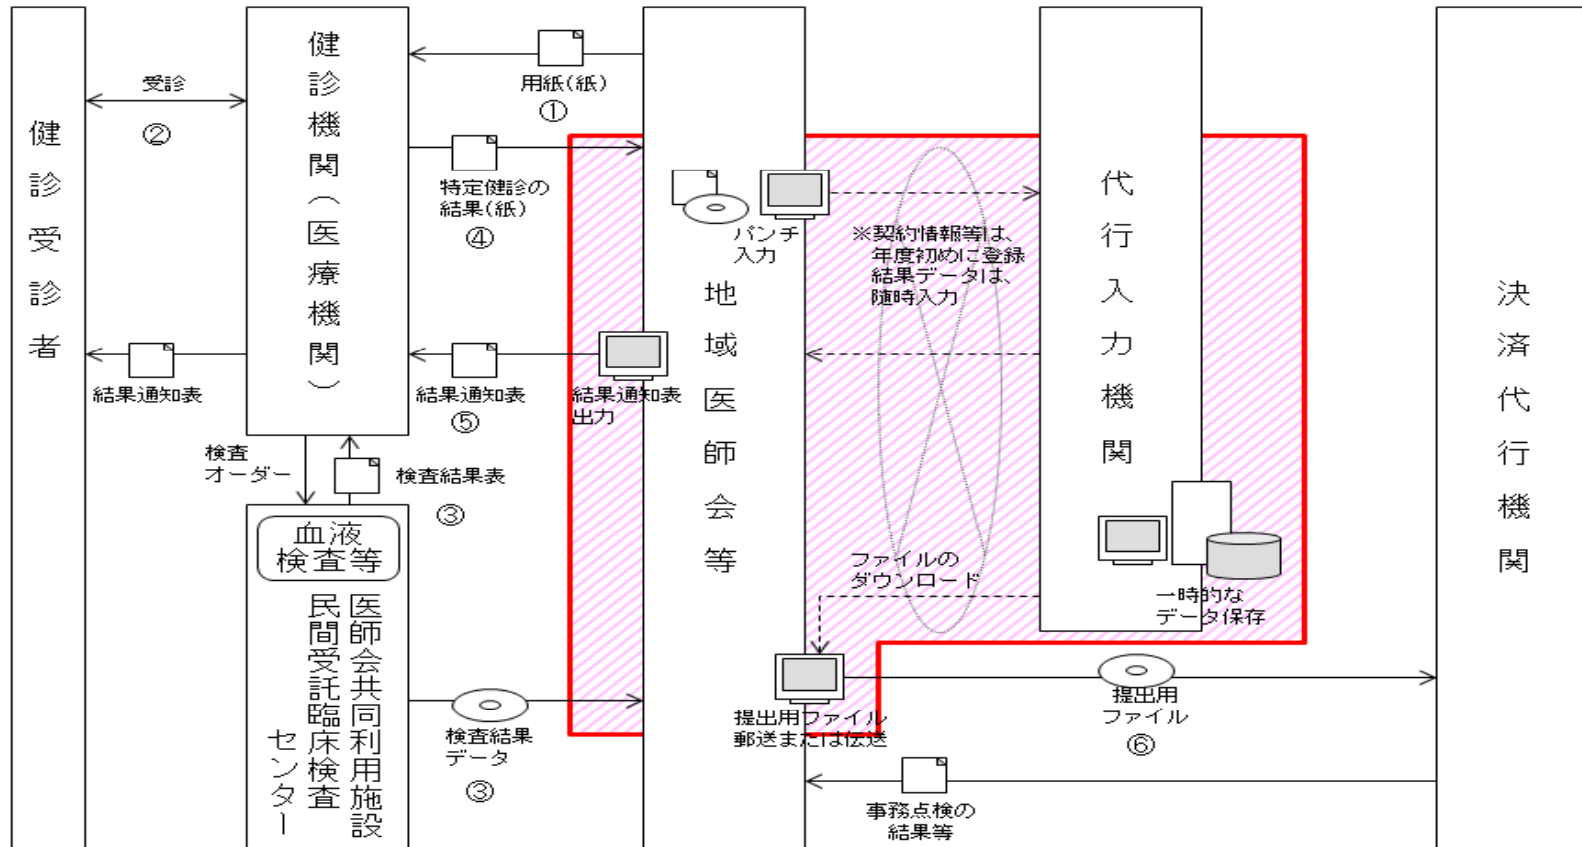 健診受診者
受診
②
健診機関（医療機関）
用紙(紙)
①
特定健診の
結果(紙)
④
結果通知表
結果通知表
⑤
検査
オーダー
検査結果表
③
血液
検査等
医師会共同利用施設
民間受託臨床検査
センター
検査結果
データ
③
地域医師会等
パンチ
入力
結果通知表
出力
※契約情報等は、
年度初めに登録
結果データは、
随時入力
ファイルの
ダウンロード
提出用ファイル
郵送または伝送
代行入力機関
一時的な
データ保存
提出用
ファイル
⑥
事務点検の
結果等
決済代行機関